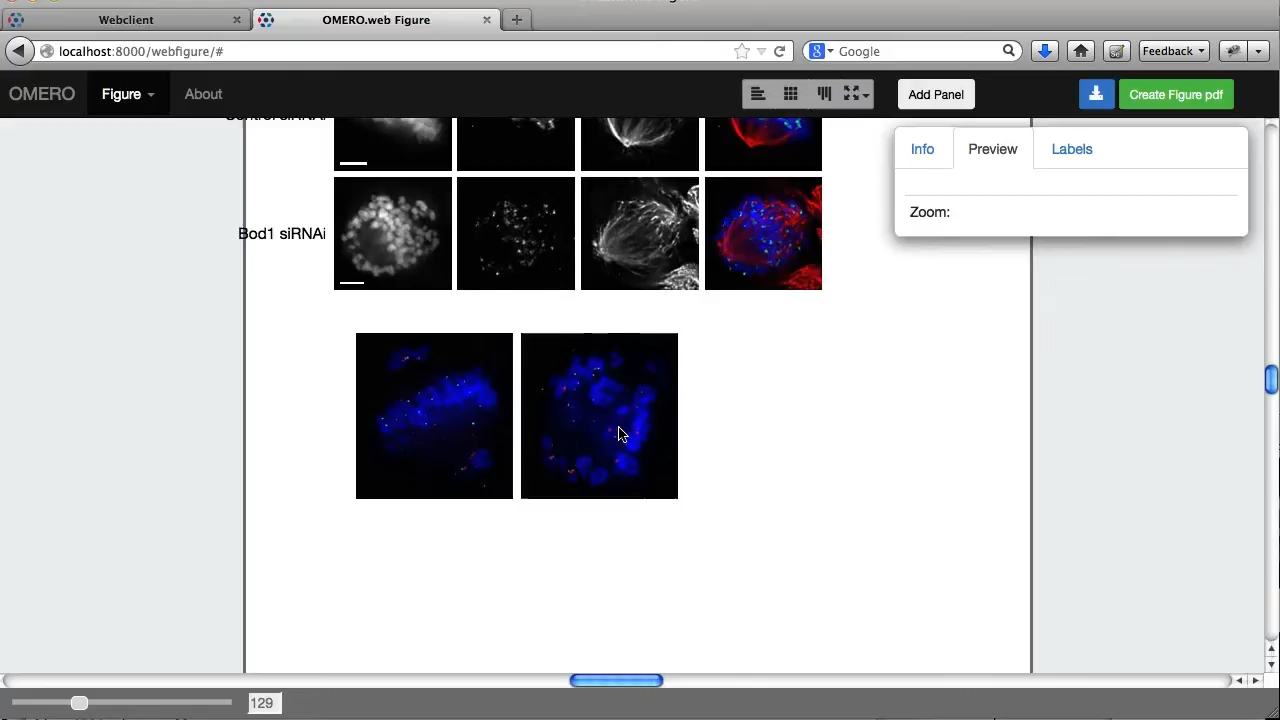 Webclient
OMERO.web Figure
localhost:8000/webfigure/#
Google
Feedback
OMERO
Figure
About
Add Panel
Create Figure pdf
Info
Preview
Labels
Zoom:
Bod1 siRNAi
129